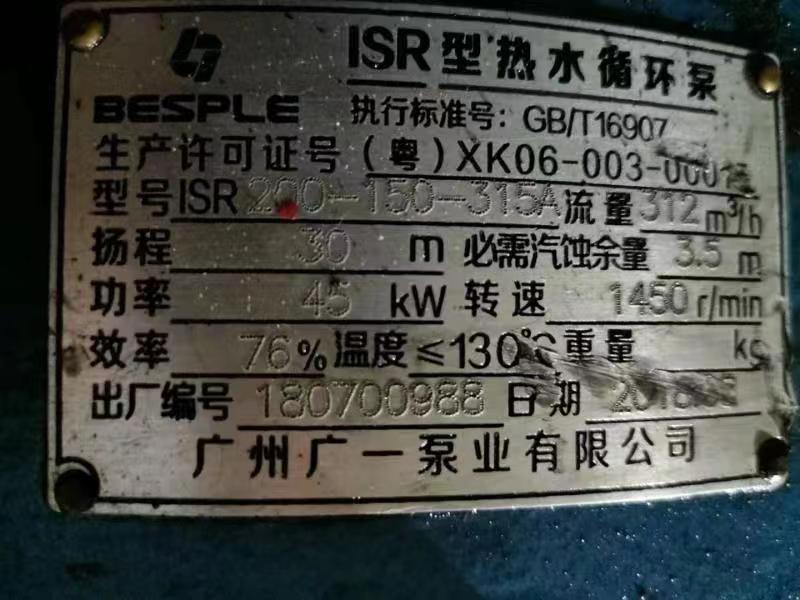 ISR型热水循环泵
BESPLE 执行标准号: GB/T16907
生产许可证号 (粤) XK06-003-000
型号 ISR 200-150-315A 流量 312 m³/h
扬程 30 m 必需汽蚀余量 3.5 m
功率 45 kW 转速 1450 r/min
效率 76% 温度 ≤130℃ 重量 kg
出厂编号 180700988 日期
广州广一泵业有限公司